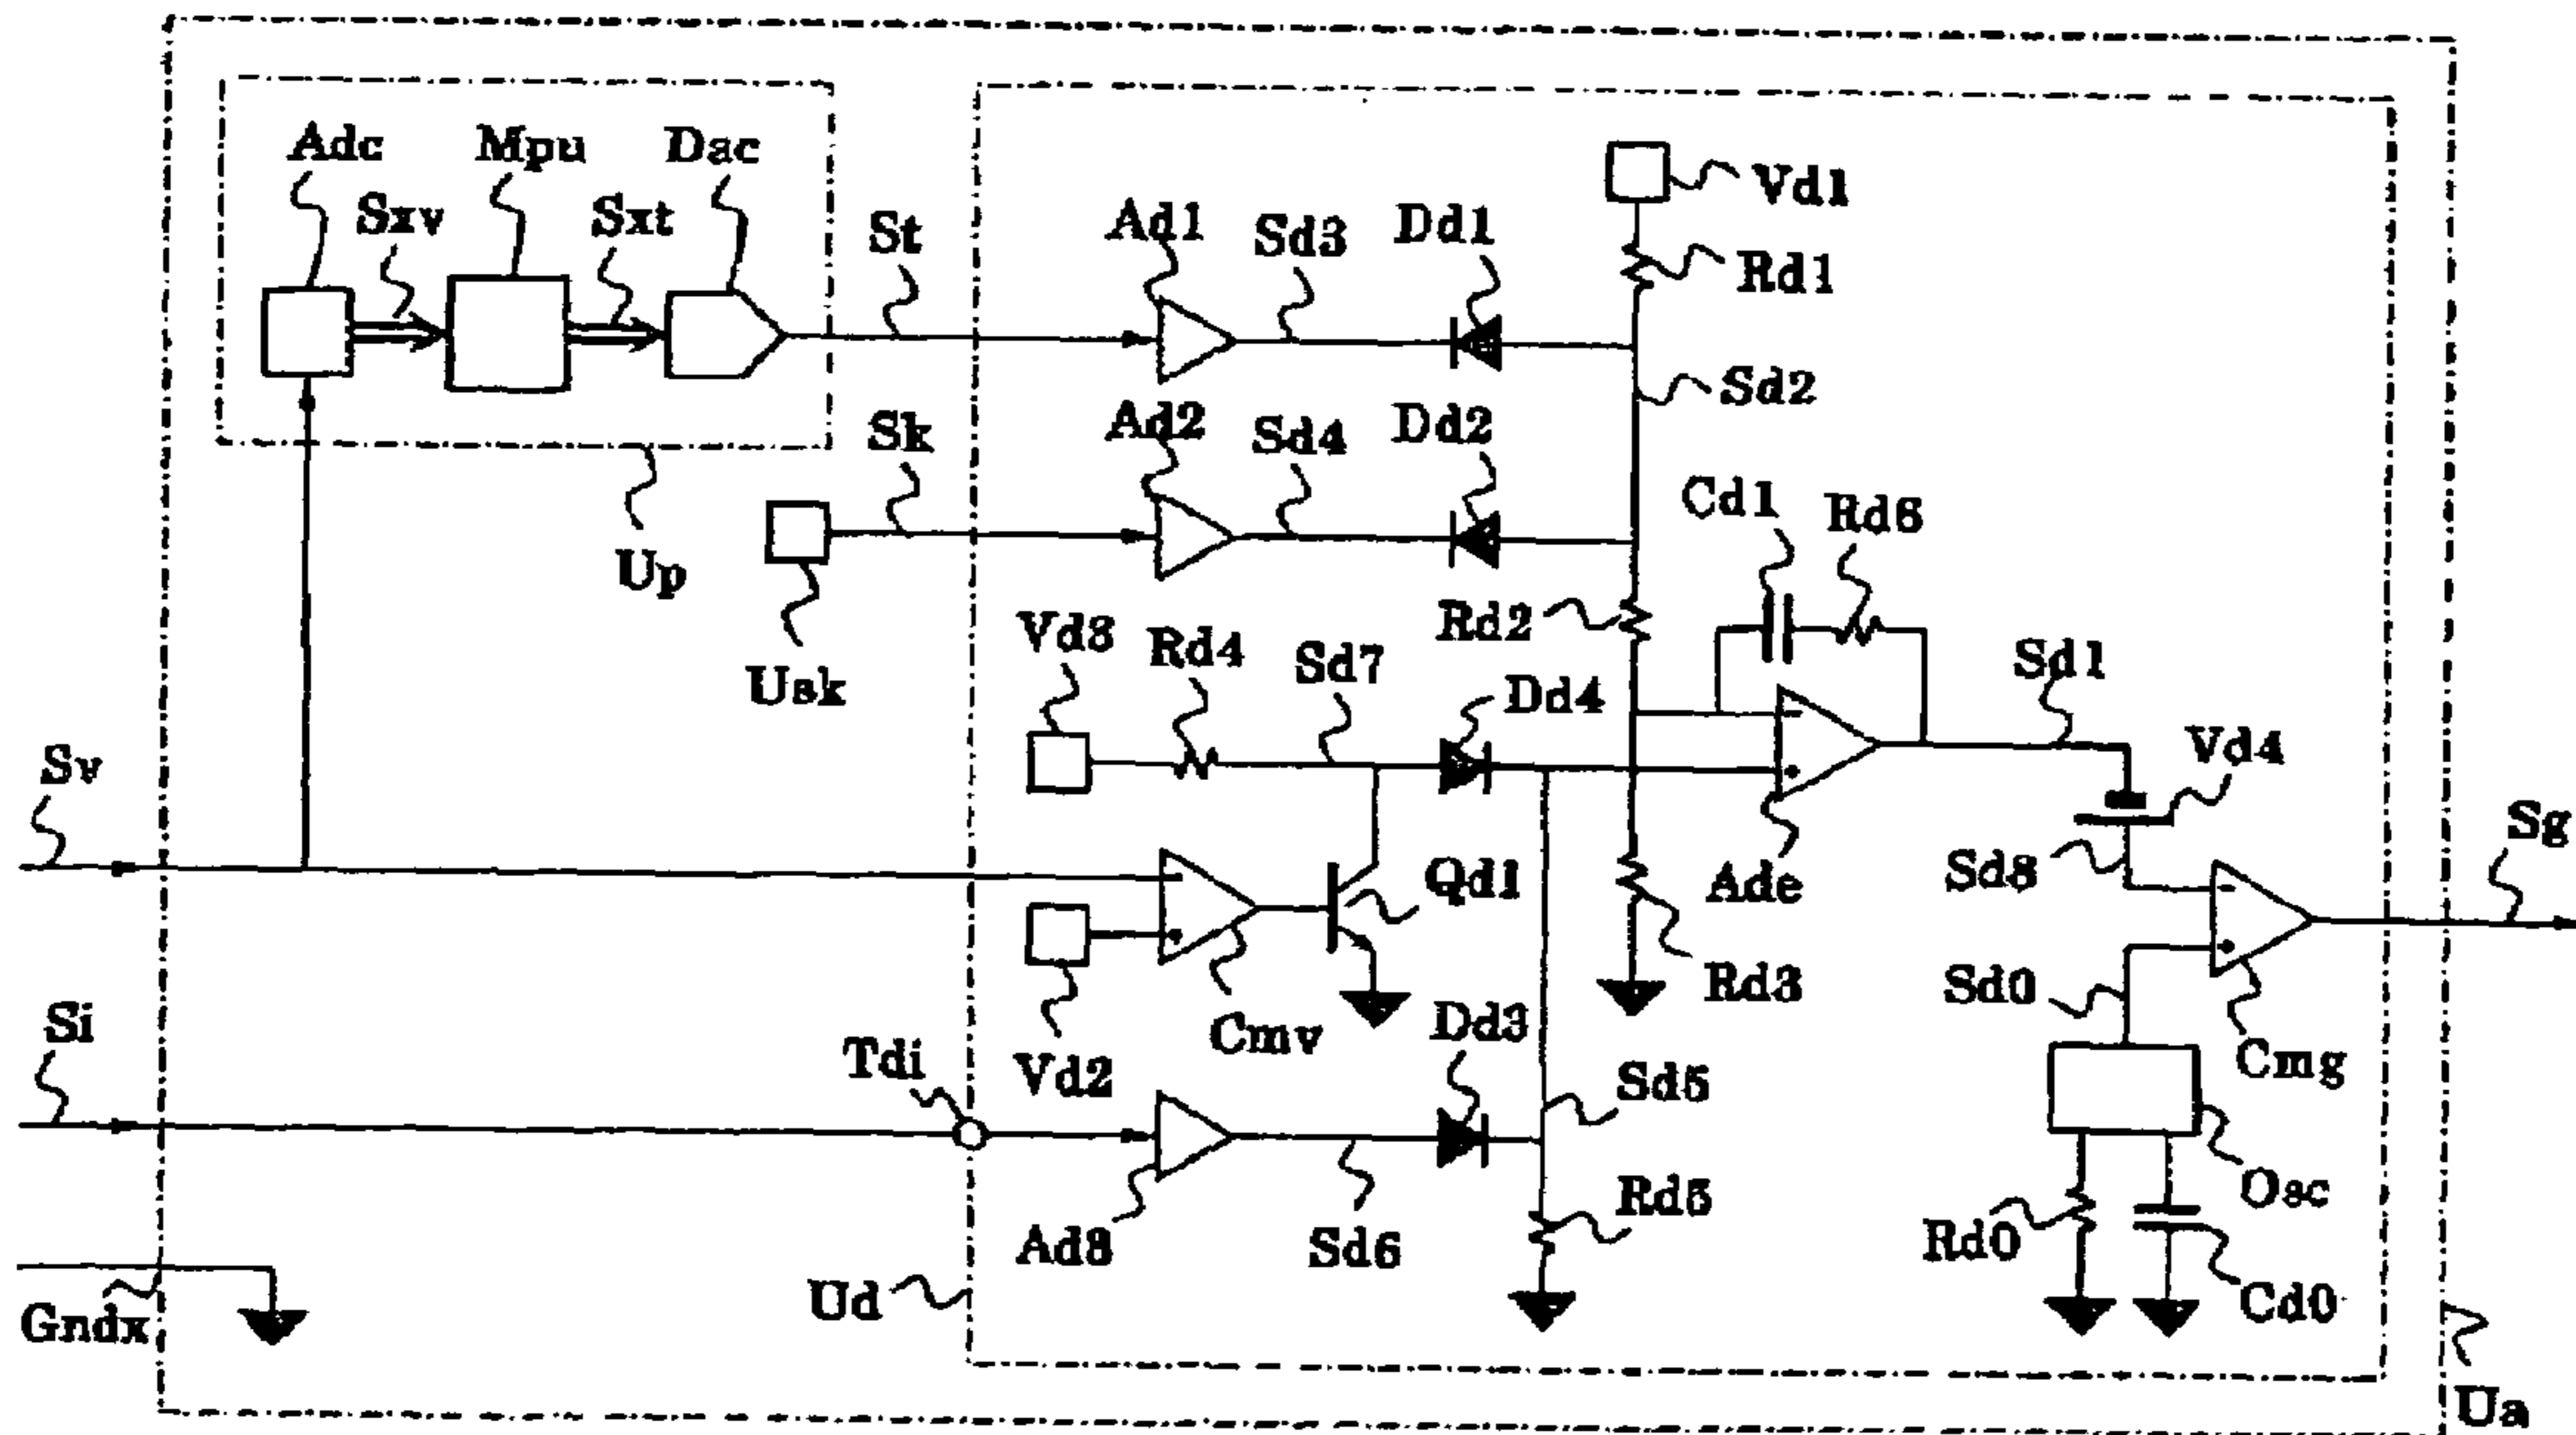 Adc
Mpu
Dac
Sxv
Sxt
St
Ad1
Sd3
Dd1
Vd1
Rd1
Sd2
Sk
Ad2
Sd4
Dd2
Cd1
Rd6
Up
Usk
Vd3
Rd4
Sd7
Rd2
Dd4
Sd1
Vd4
Sv
Sg
Sd8
Qd1
Ade
Rd3
Sd0
Cmg
Si
Tdi
Vd2
Cmv
Dd3
Sd5
Osc
Rd5
Rd0
Cd0
Ad3
Sd6
Ud
Gndx
Ua